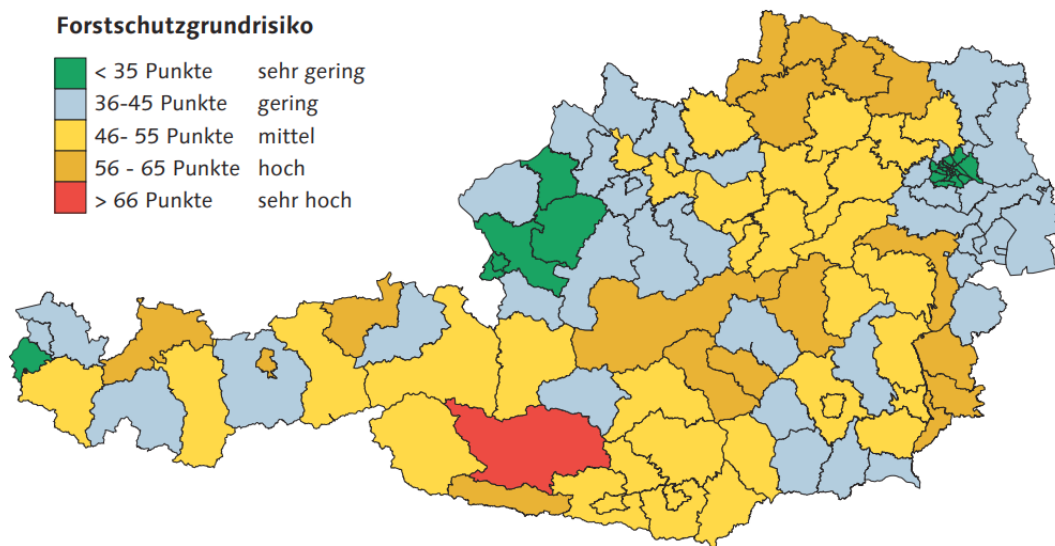 Forstschutzgrundrisiko
< 35 Punkte sehr gering
36-45 Punkte gering
46- 55 Punkte mittel
56 - 65 Punkte hoch
> 66 Punkte sehr hoch